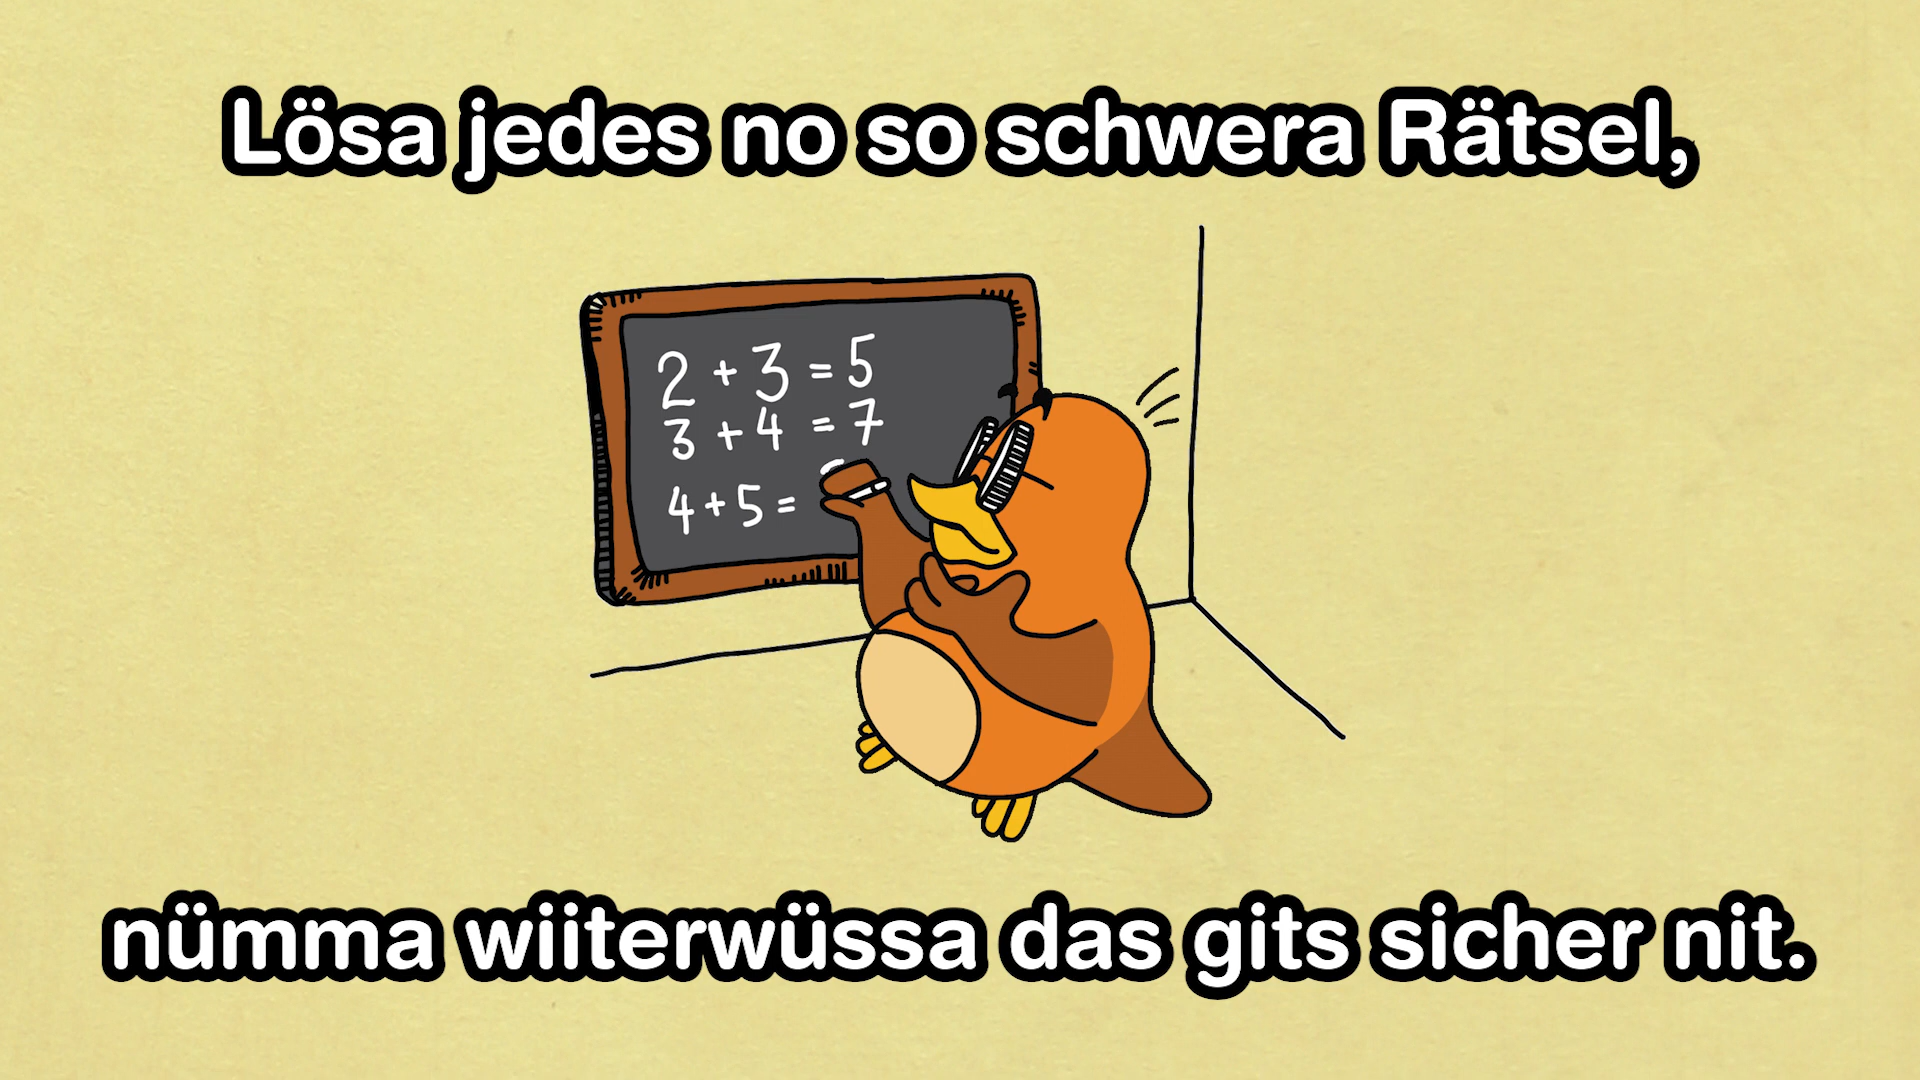 Lösa jedes no so schwera Rätsel,
2 + 3 = 5
3 + 4 = 7
4 + 5 =
nümma wiiterwüssa das gits sicher nit.